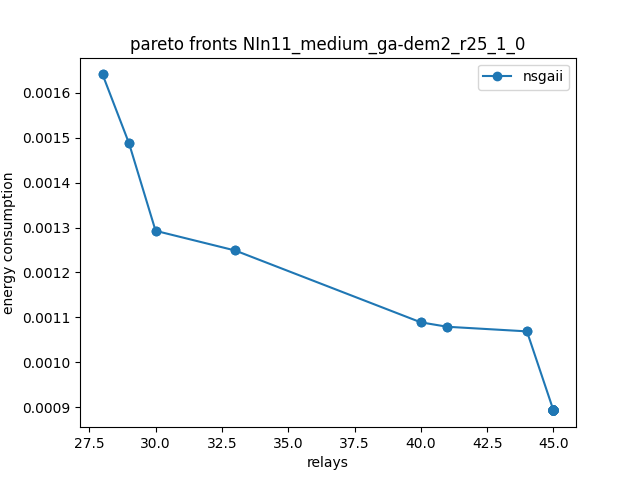 pareto fronts NIn11_medium_ga-dem2_r25_1_0
nsgaii
energy consumption
0.0016
0.0015
0.0014
0.0013
0.0012
0.0011
0.0010
0.0009
27.5 30.0 32.5 35.0 37.5 40.0 42.5 45.0
relays